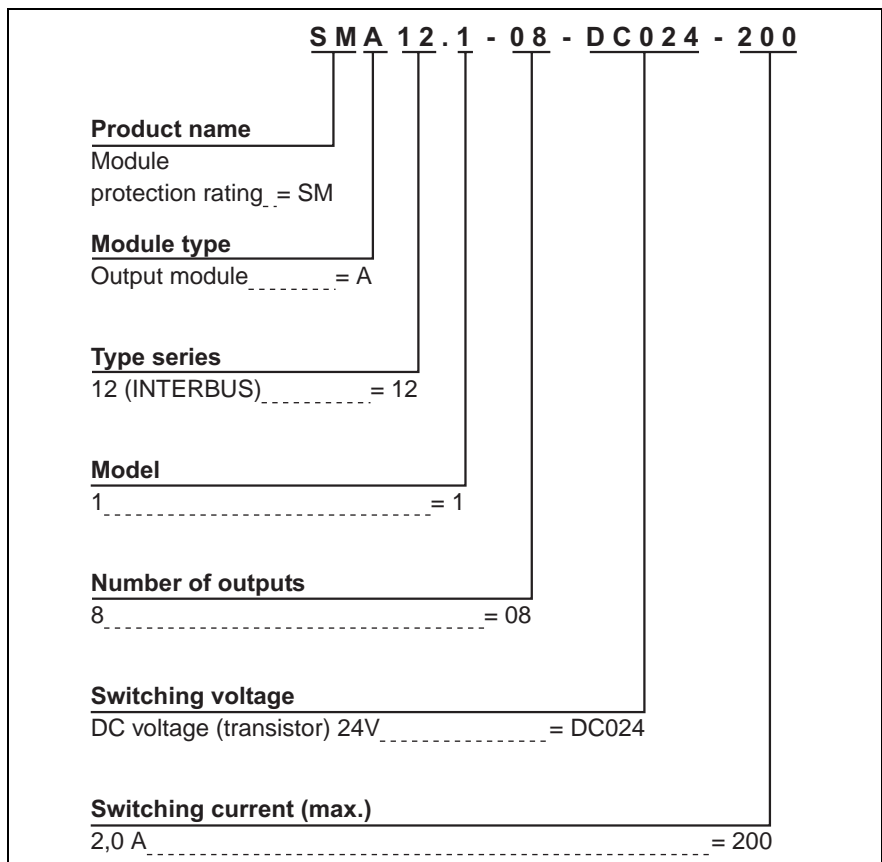 SMA12.1-08-DC024-200
Product name
Module
protection rating = SM
Module type
Output module = A
Type series
12 (INTERBUS) = 12
Model
1 = 1
Number of outputs
8 = 08
Switching voltage
DC voltage (transistor) 24V = DC024
Switching current (max.)
2,0 A = 200